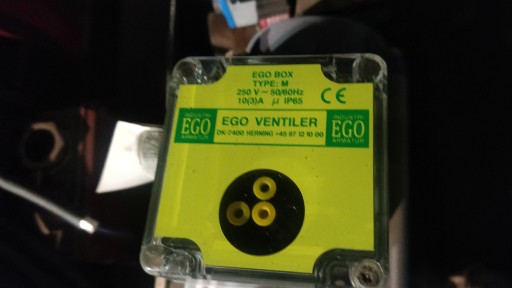 EGO BOX
TYPE: M
250 V ~ 50/60Hz
10(3)A μ IP65
CE
INDUSTRI
EGO
ARMATUR
EGO VENTILER
DK-7400 HERNING +45 97 12 10 00
INDUSTRI
EGO
ARMATUR